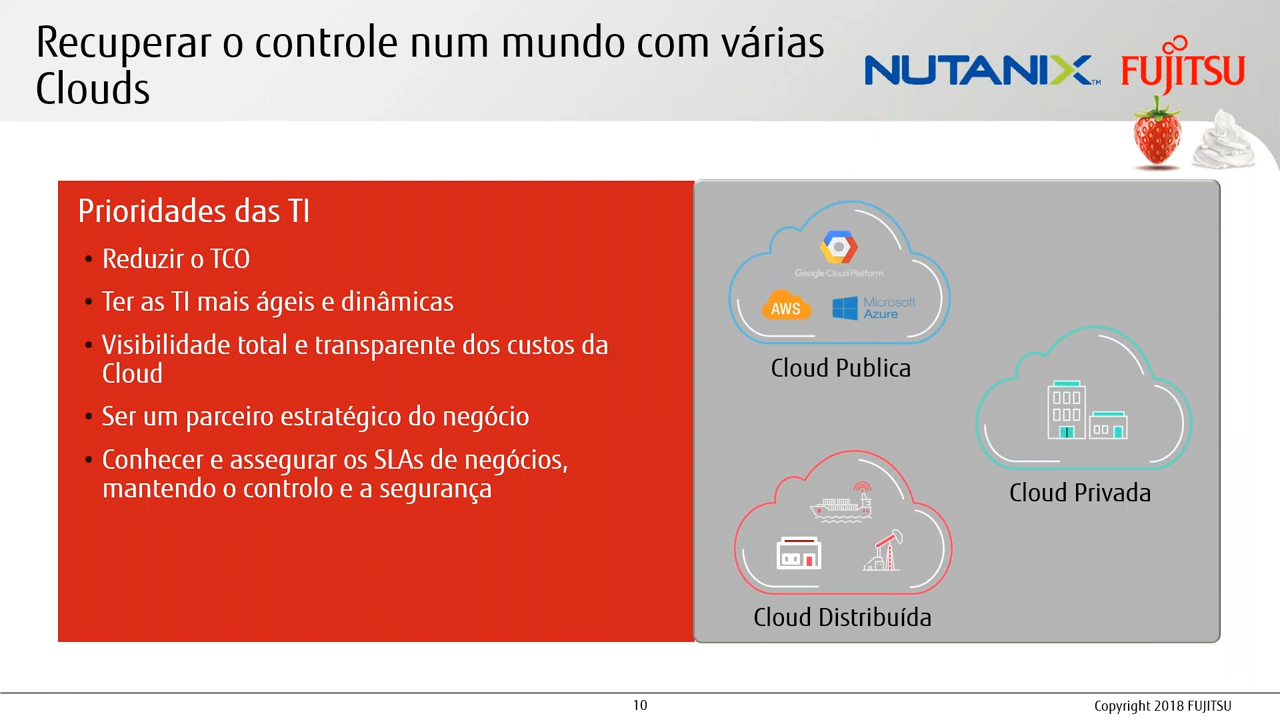 Recuperar o controle num mundo com várias
Clouds
NUTANIX™
FUJITSU
Prioridades das TI
• Reduzir o TCO
• Ter as TI mais ágeis e dinâmicas
• Visibilidade total e transparente dos custos da
Cloud
• Ser um parceiro estratégico do negócio
• Conhecer e assegurar os SLAs de negócios,
mantendo o controlo e a segurança
Google Cloud Platform
AWS
Microsoft
Azure
Cloud Publica
Cloud Privada
Cloud Distribuída
10
Copyright 2018 FUJITSU